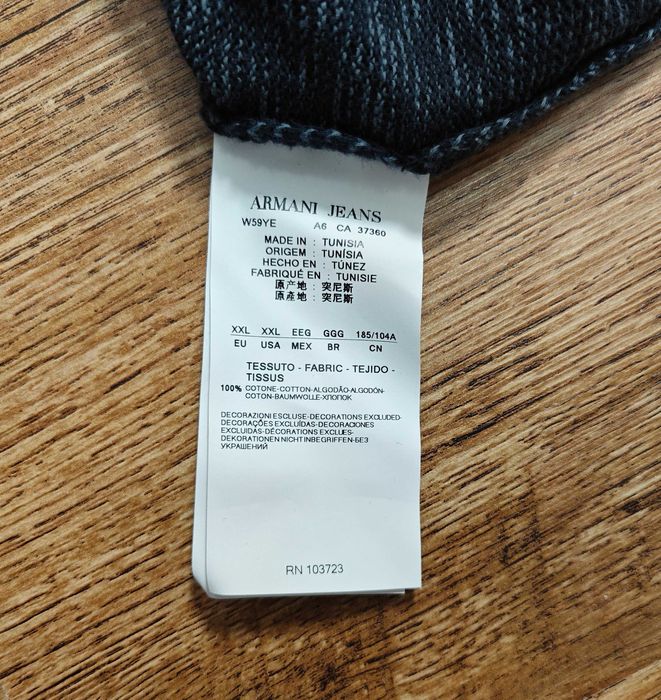 ARMANI JEANS
W59YE A6 CA 37360
MADE IN : TUNISIA
ORIGEM : TUNÍSIA
HECHO EN : TÚNEZ
FABRIQUÉ EN : TUNISIE
原产地 : 突尼斯
原產地 : 突尼斯
XXL XXL EEG GGG 185/104A
EU USA MEX BR CN
TESSUTO - FABRIC - TEJIDO -
TISSUS
100% COTONE-COTTON-ALGODÃO-ALGODÓN-
COTON-BAUMWOLLE-ХЛОПОК
DECORAZIONI ESCLUSE-DECORATIONS EXCLUDED-
DECORAÇÕES EXCLUÍDAS-DECORACIONES
EXCLUIDAS-DÉCORATIONS EXCLUES-
DEKORATIONEN NICHT INBEGRIFFEN-БЕЗ
УКРАШЕНИЙ
RN 103723